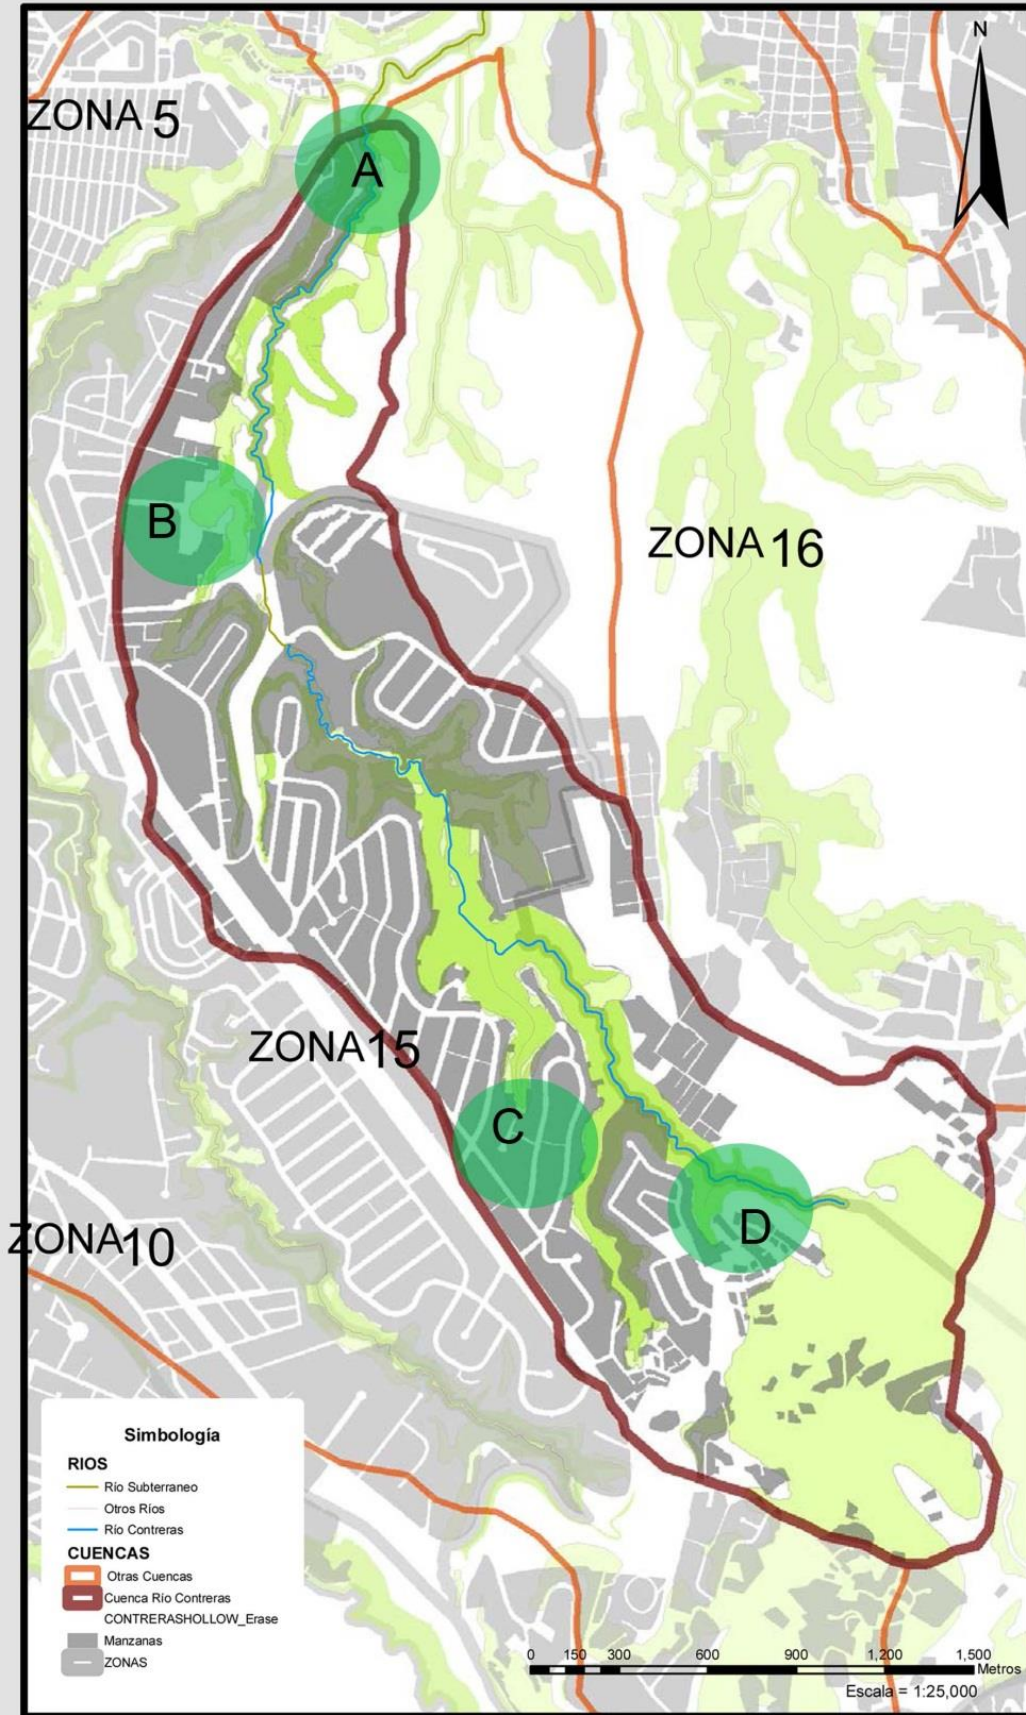 N
ZONA 5
A
B
ZONA 16
ZONA 15
C
D
ZONA 10
Simbología
RIOS
Río Subterraneo
Otros Ríos
Río Contreras
CUENCAS
Otras Cuencas
Cuenca Río Contreras
CONTRERASHOLLOW_Erase
Manzanas
ZONAS
0 150 300 600 900 1,200 1,500
Metros
Escala = 1:25,000